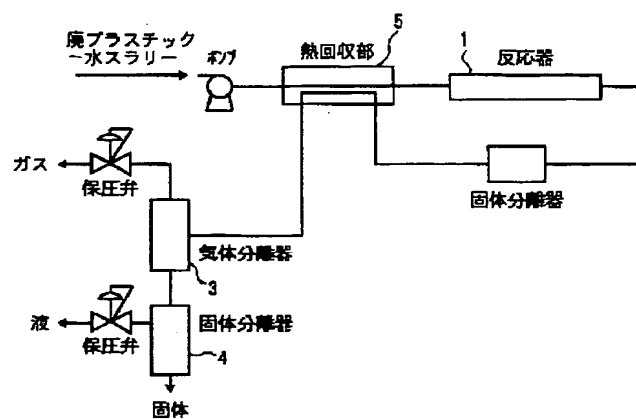 廃プラスチック
－水スラリー
ポンプ
熱回収部
5
1
反応器
固体分離器
ガス
保圧弁
気体分離器
3
液
保圧弁
固体分離器
4
固体